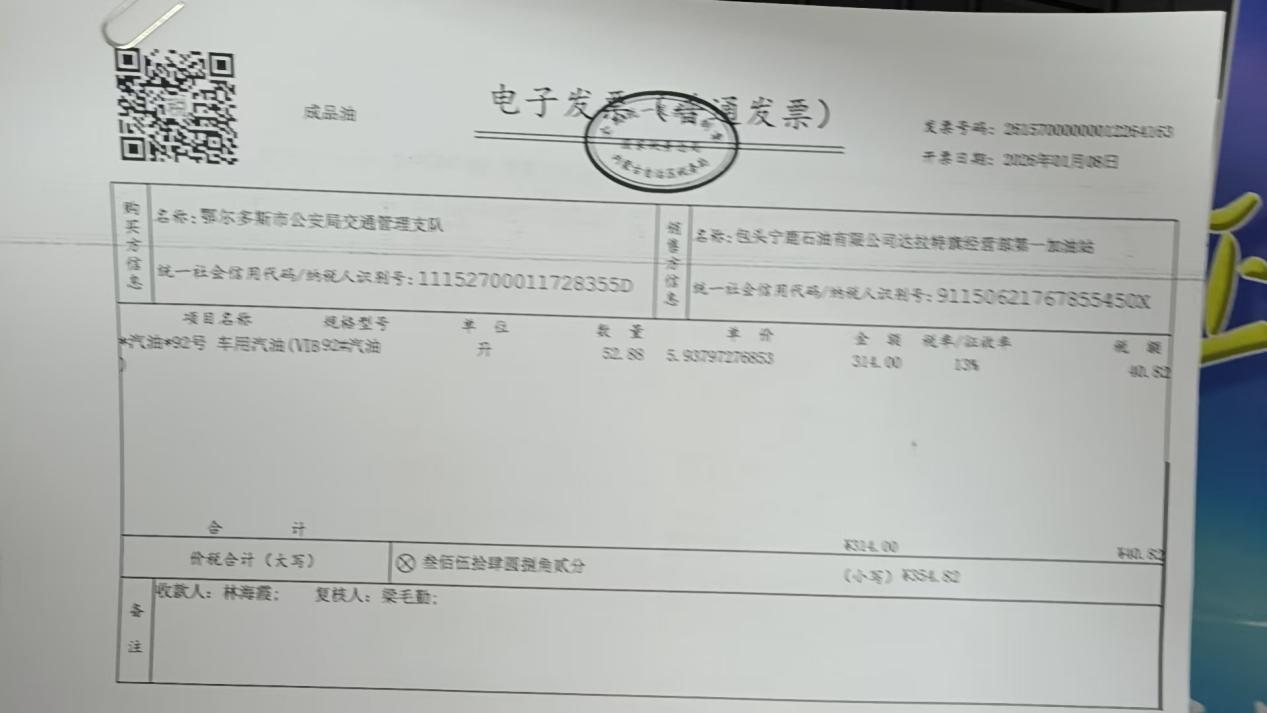 成品油
电子发票（普通发票）
发票号码：26157000000012264163
开票日期：2026年01月08日
购买方信息
名称：鄂尔多斯市公安局交通管理支队
统一社会信用代码/纳税人识别号：11152700011728355D
销售方信息
名称：包头宁鹿石油有限公司达拉特旗经营部第一加油站
统一社会信用代码/纳税人识别号：91150621767855450X
项目名称 规格型号 单位 数量 单价 金额 税率/征收率 税额
*汽油*92号 车用汽油(VIB 92#汽油 升 52.88 5.93797276853 314.00 13% 40.82
)
合计 ¥314.00 ¥40.82
价税合计（大写） ⊗ 叁佰伍拾肆圆捌角贰分 （小写）¥354.82
备注
收款人：林海霞； 复核人：梁毛勤；